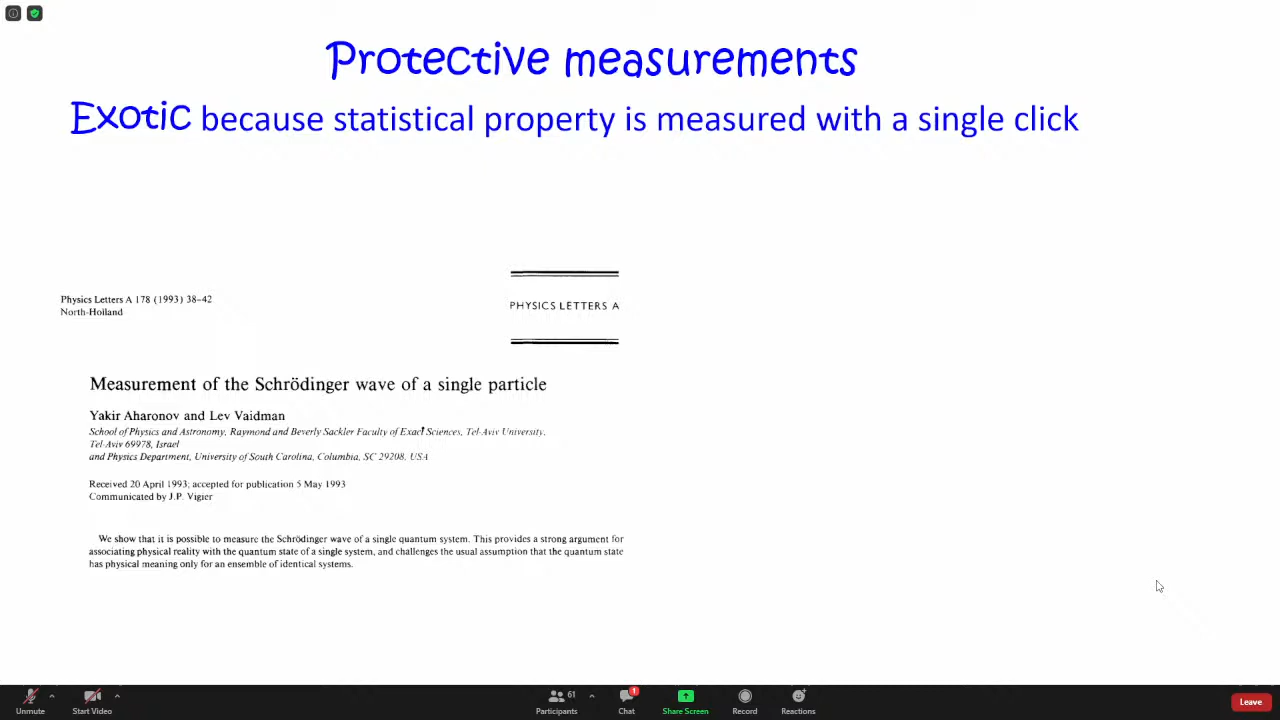 Protective measurements
Exotic because statistical property is measured with a single click
Physics Letters A 178 (1993) 38-42
North-Holland
PHYSICS LETTERS A
Measurement of the Schrödinger wave of a single particle
Yakir Aharonov and Lev Vaidman
School of Physics and Astronomy, Raymond and Beverly Sackler Faculty of Exact Sciences, Tel-Aviv University,
Tel-Aviv 69978, Israel
and Physics Department, University of South Carolina, Columbia, SC 29208, USA
Received 20 April 1993; accepted for publication 5 May 1993
Communicated by J.P. Vigier
We show that it is possible to measure the Schrödinger wave of a single quantum system. This provides a strong argument for
associating physical reality with the quantum state of a single system, and challenges the usual assumption that the quantum state
has physical meaning only for an ensemble of identical systems.
61
1
Unmute
Start Video
Participants
Chat
Share Screen
Record
Reactions
Leave